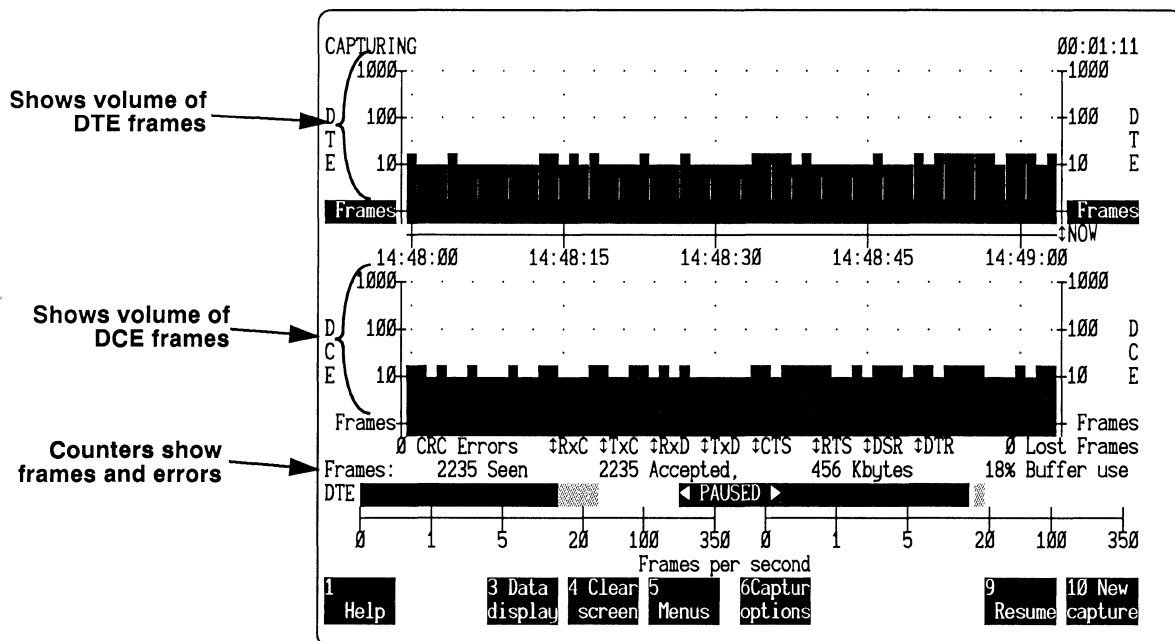 CAPTURING 00:01:11
1000 1000
Shows volume of
DTE frames
D 100 100 D
T T
E 10 10 E
Frames Frames
↕NOW
14:48:00 14:48:15 14:48:30 14:48:45 14:49:00
1000 1000
Shows volume of
DCE frames
D 100 100 D
C C
E 10 10 E
Frames Frames
Counters show
frames and errors
0 CRC Errors ↕RxC ↕TxC ↕RxD ↕TxD ↕CTS ↕RTS ↕DSR ↕DTR 0 Lost Frames
Frames: 2235 Seen 2235 Accepted, 456 Kbytes 18% Buffer use
DTE ◄ PAUSED ►
0 1 5 20 100 350 0 1 5 20 100 350
Frames per second
1 Help
3 Data display
4 Clear screen
5 Menus
6Captur options
9 Resume
10 New capture